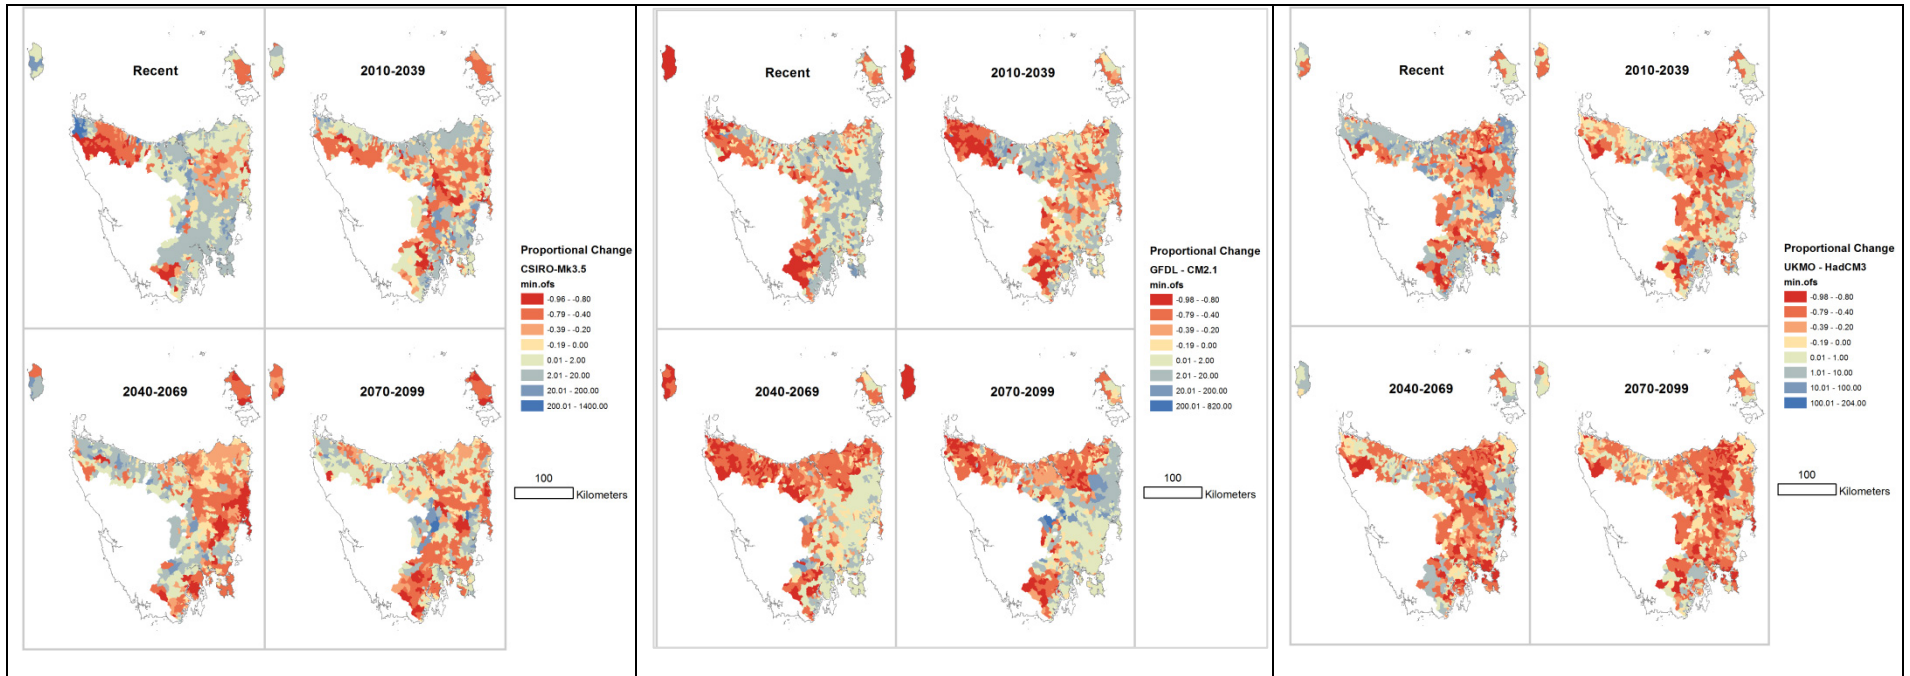 Recent
2010-2039
2040-2069
2070-2099
Proportional Change
CSIRO-Mk3.5
min.ofs
-0.96 - -0.80
-0.79 - -0.40
-0.39 - -0.20
-0.19 - 0.00
0.01 - 2.00
2.01 - 20.00
20.01 - 200.00
200.01 - 1400.00
100
Kilometers
Recent
2010-2039
2040-2069
2070-2099
Proportional Change
GFDL - CM2.1
min.ofs
-0.98 - -0.80
-0.79 - -0.40
-0.39 - -0.20
-0.19 - 0.00
0.01 - 2.00
2.01 - 20.00
20.01 - 200.00
200.01 - 820.00
100
Kilometers
Recent
2010-2039
2040-2069
2070-2099
Proportional Change
UKMO - HadCM3
min.ofs
-0.98 - -0.80
-0.79 - -0.40
-0.39 - -0.20
-0.19 - 0.00
0.01 - 1.00
1.01 - 10.00
10.01 - 100.00
100.01 - 204.00
100
Kilometers